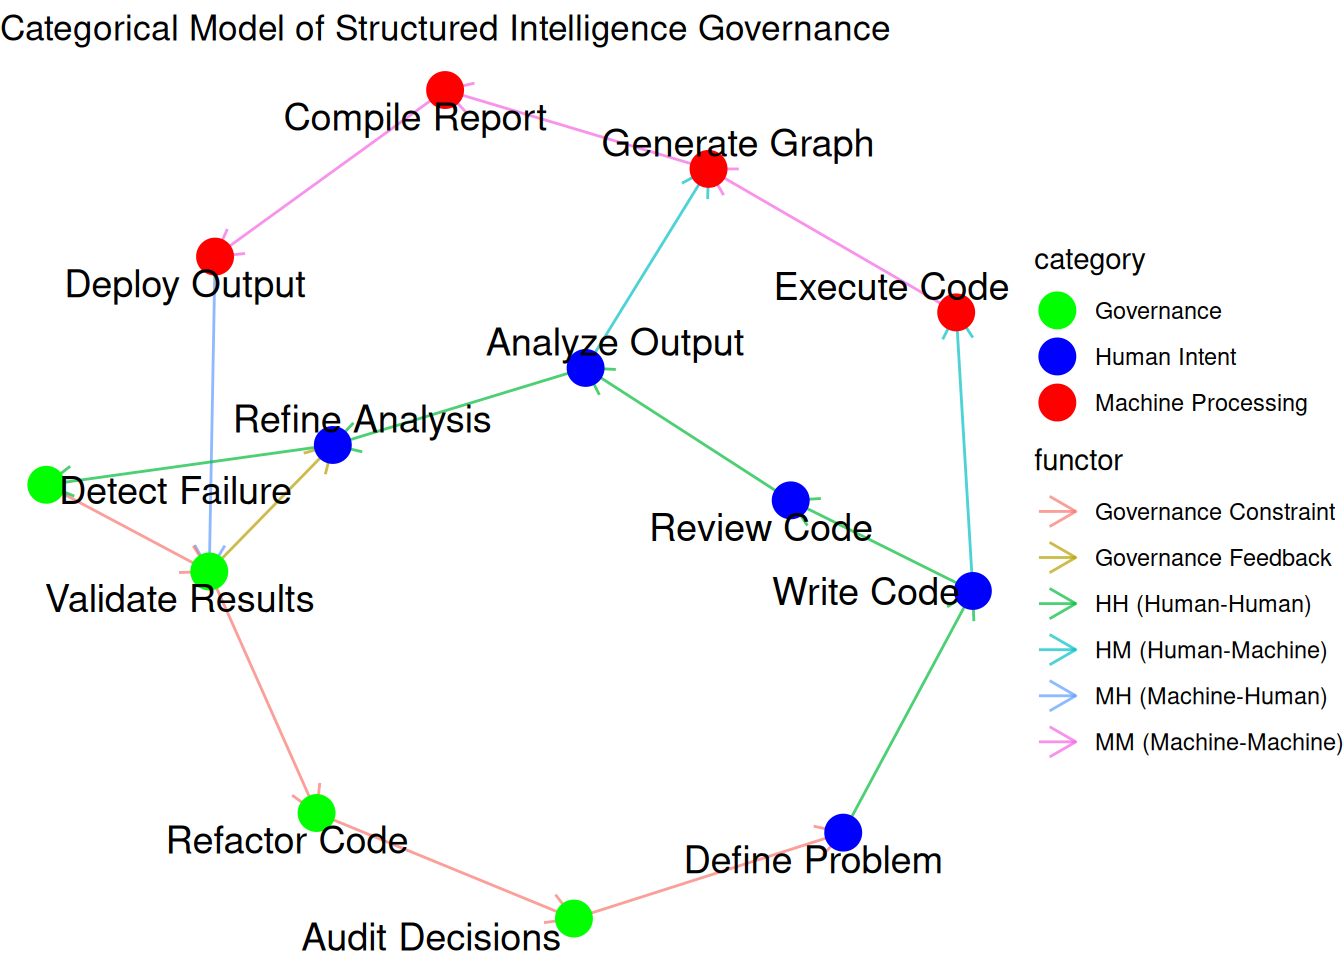 Categorical Model of Structured Intelligence Governance
Compile Report
Generate Graph
Deploy Output
Execute Code
Analyze Output
Refine Analysis
Detect Failure
Review Code
Validate Results
Write Code
Refactor Code
Define Problem
Audit Decisions
category
Governance
Human Intent
Machine Processing
functor
Governance Constraint
Governance Feedback
HH (Human-Human)
HM (Human-Machine)
MH (Machine-Human)
MM (Machine-Machine)